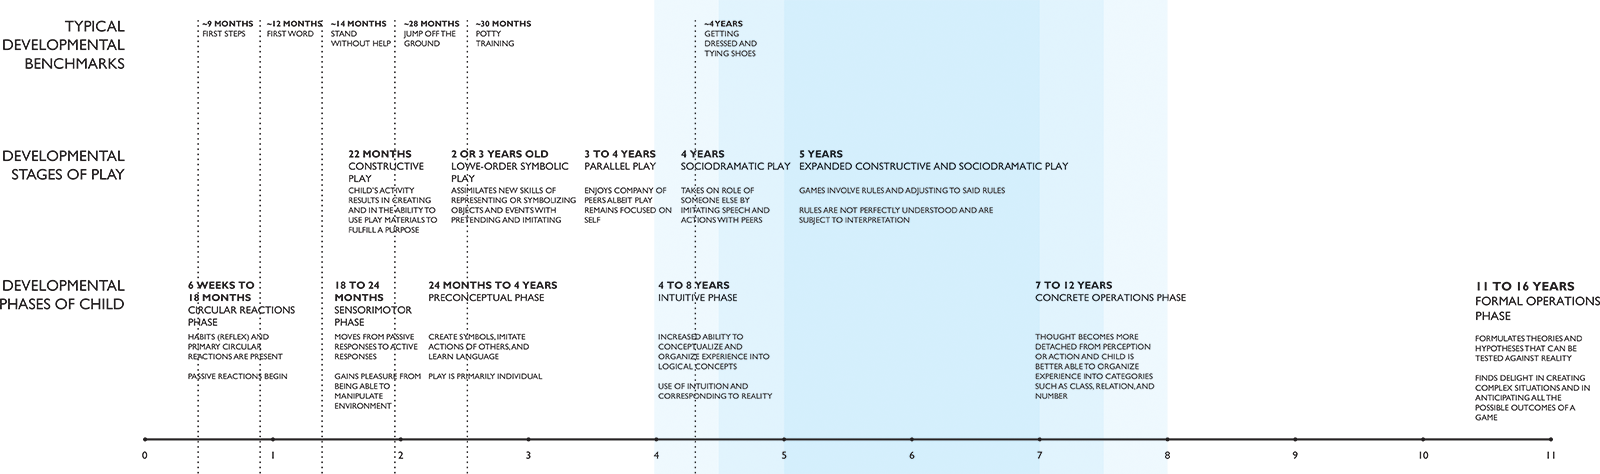 TYPICAL
DEVELOPMENTAL
BENCHMARKS
~9 MONTHS
FIRST STEPS
~12 MONTHS
FIRST WORD
~14 MONTHS
STAND
WITHOUT HELP
~28 MONTHS
JUMP OFF THE
GROUND
~30 MONTHS
POTTY
TRAINING
~4 YEARS
GETTING
DRESSED AND
TYING SHOES
DEVELOPMENTAL
STAGES OF PLAY
22 MONTHS
CONSTRUCTIVE
PLAY
CHILD'S ACTIVITY
RESULTS IN CREATING
AND IN THE ABILITY TO
USE PLAY MATERIALS TO
FULFILL A PURPOSE
2 OR 3 YEARS OLD
LOWE-ORDER SYMBOLIC
PLAY
ASSIMILATES NEW SKILLS OF
REPRESENTING OR SYMBOLIZING
OBJECTS AND EVENTS WITH
PRETENDING AND IMITATING
3 TO 4 YEARS
PARALLEL PLAY
ENJOYS COMPANY OF
PEERS ALBEIT PLAY
REMAINS FOCUSED ON
SELF
4 YEARS
SOCIODRAMATIC PLAY
TAKES ON ROLE OF
SOMEONE ELSE BY
IMITATING SPEECH AND
ACTIONS WITH PEERS
5 YEARS
EXPANDED CONSTRUCTIVE AND SOCIODRAMATIC PLAY
GAMES INVOLVE RULES AND ADJUSTING TO SAID RULES
RULES ARE NOT PERFECTLY UNDERSTOOD AND ARE
SUBJECT TO INTERPRETATION
DEVELOPMENTAL
PHASES OF CHILD
6 WEEKS TO
18 MONTHS
CIRCULAR REACTIONS
PHASE
HABITS (REFLEX) AND
PRIMARY CIRCULAR
REACTIONS ARE PRESENT
PASSIVE REACTIONS BEGIN
18 TO 24
MONTHS
SENSORIMOTOR
PHASE
MOVES FROM PASSIVE
RESPONSES TO ACTIVE
RESPONSES
GAINS PLEASURE FROM
BEING ABLE TO
MANIPULATE
ENVIRONMENT
24 MONTHS TO 4 YEARS
PRECONCEPTUAL PHASE
CREATE SYMBOLS, IMITATE
ACTIONS OF OTHERS, AND
LEARN LANGUAGE
PLAY IS PRIMARILY INDIVIDUAL
4 TO 8 YEARS
INTUITIVE PHASE
INCREASED ABILITY TO
CONCEPTUALIZE AND
ORGANIZE EXPERIENCE INTO
LOGICAL CONCEPTS
USE OF INTUITION AND
CORRESPONDING TO REALITY
7 TO 12 YEARS
CONCRETE OPERATIONS PHASE
THOUGHT BECOMES MORE
DETACHED FROM PERCEPTION
OR ACTION AND CHILD IS
BETTER ABLE TO ORGANIZE
EXPERIENCE INTO CATEGORIES
SUCH AS CLASS, RELATION, AND
NUMBER
11 TO 16 YEARS
FORMAL OPERATIONS
PHASE
FORMULATES THEORIES AND
HYPOTHESES THAT CAN BE
TESTED AGAINST REALITY
FINDS DELIGHT IN CREATING
COMPLEX SITUATIONS AND IN
ANTICIPATING ALL THE
POSSIBLE OUTCOMES OF A
GAME
0 1 2 3 4 5 6 7 8 9 10 11